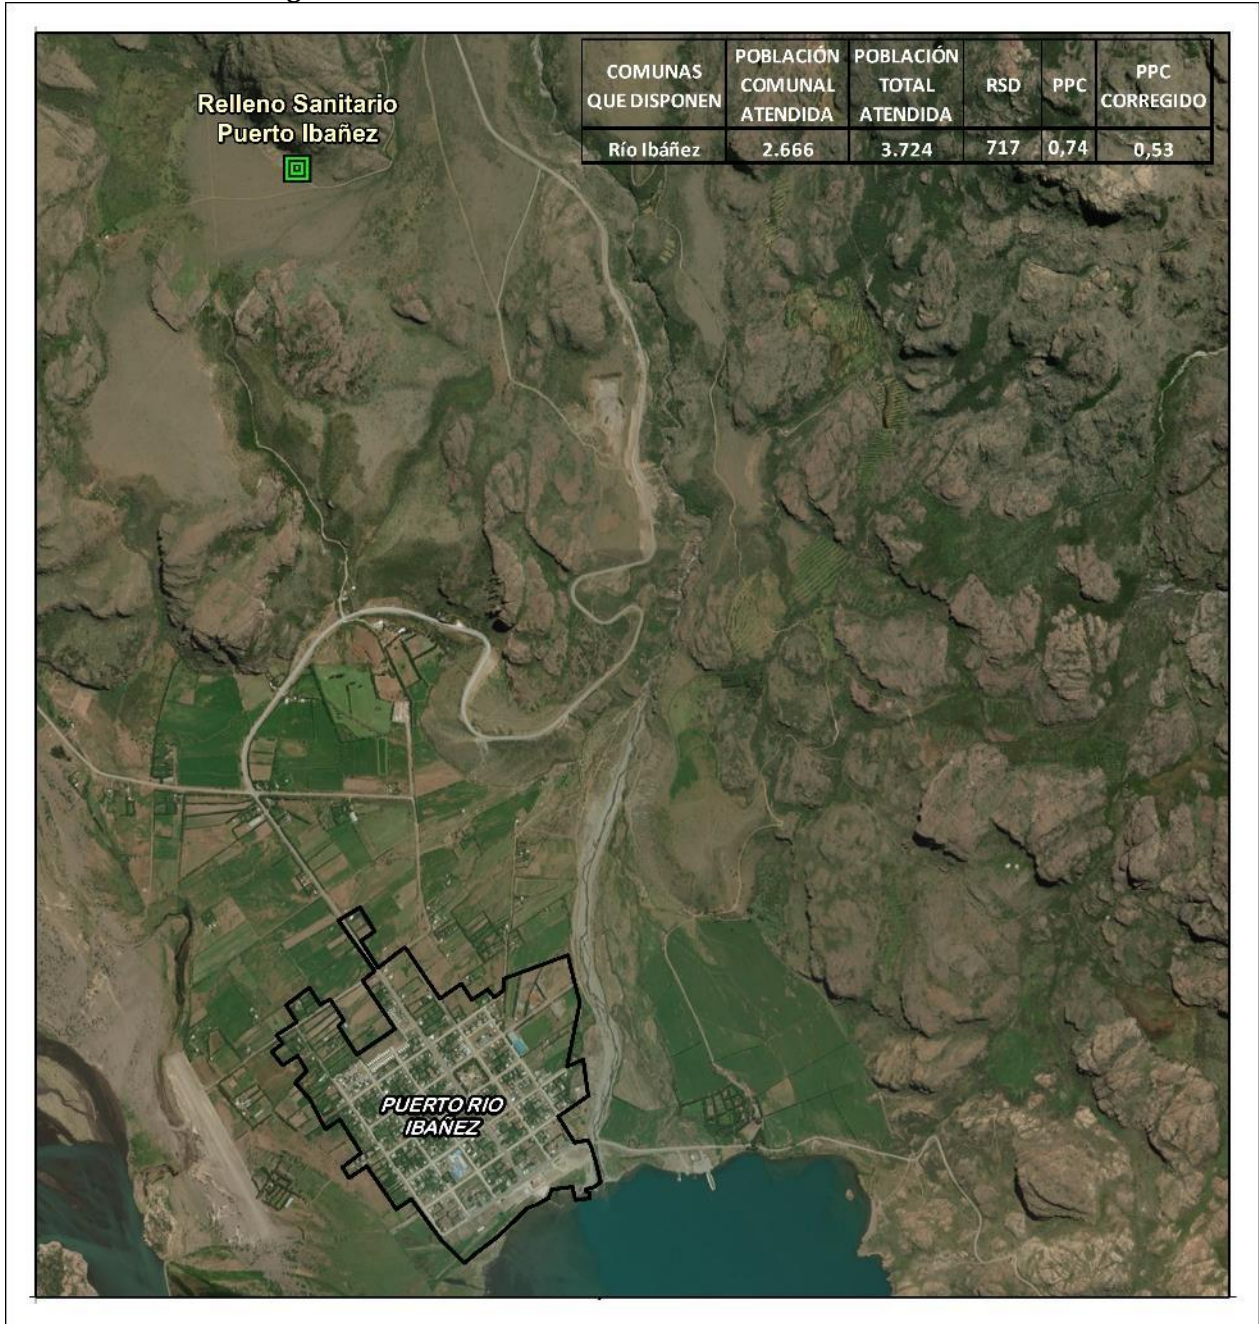 COMUNAS QUE DISPONEN POBLACIÓN COMUNAL ATENDIDA POBLACIÓN TOTAL ATENDIDA RSD PPC PPC CORREGIDO
Río Ibáñez 2.666 3.724 717 0,74 0,53
Relleno Sanitario
Puerto Ibañez
PUERTO RIO
IBAÑEZ